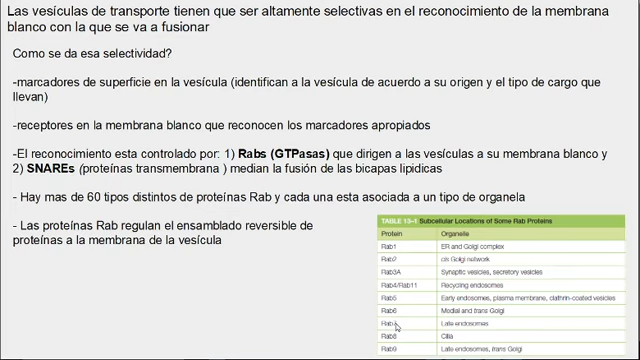 Las vesículas de transporte tienen que ser altamente selectivas en el reconocimiento de la membrana
blanco con la que se va a fusionar
Como se da esa selectividad?
-marcadores de superficie en la vesícula (identifican a la vesícula de acuerdo a su origen y el tipo de cargo que
llevan)
-receptores en la membrana blanco que reconocen los marcadores apropiados
-El reconocimiento esta controlado por: 1) Rabs (GTPasas) que dirigen a las vesículas a su membrana blanco y
2) SNAREs (proteínas transmembrana ) median la fusión de las bicapas lipidicas
- Hay mas de 60 tipos distintos de proteínas Rab y cada una esta asociada a un tipo de organela
- Las proteínas Rab regulan el ensamblado reversible de
proteínas a la membrana de la vesícula
TABLE 13–1 Subcellular Locations of Some Rab Proteins
Protein Organelle
Rab1 ER and Golgi complex
Rab2 cis Golgi network
Rab3A Synaptic vesicles, secretory vesicles
Rab4/Rab11 Recycling endosomes
Rab5 Early endosomes, plasma membrane, clathrin-coated vesicles
Rab6 Medial and trans Golgi
Rab7 Late endosomes
Rab8 Cilia
Rab9 Late endosomes, trans Golgi